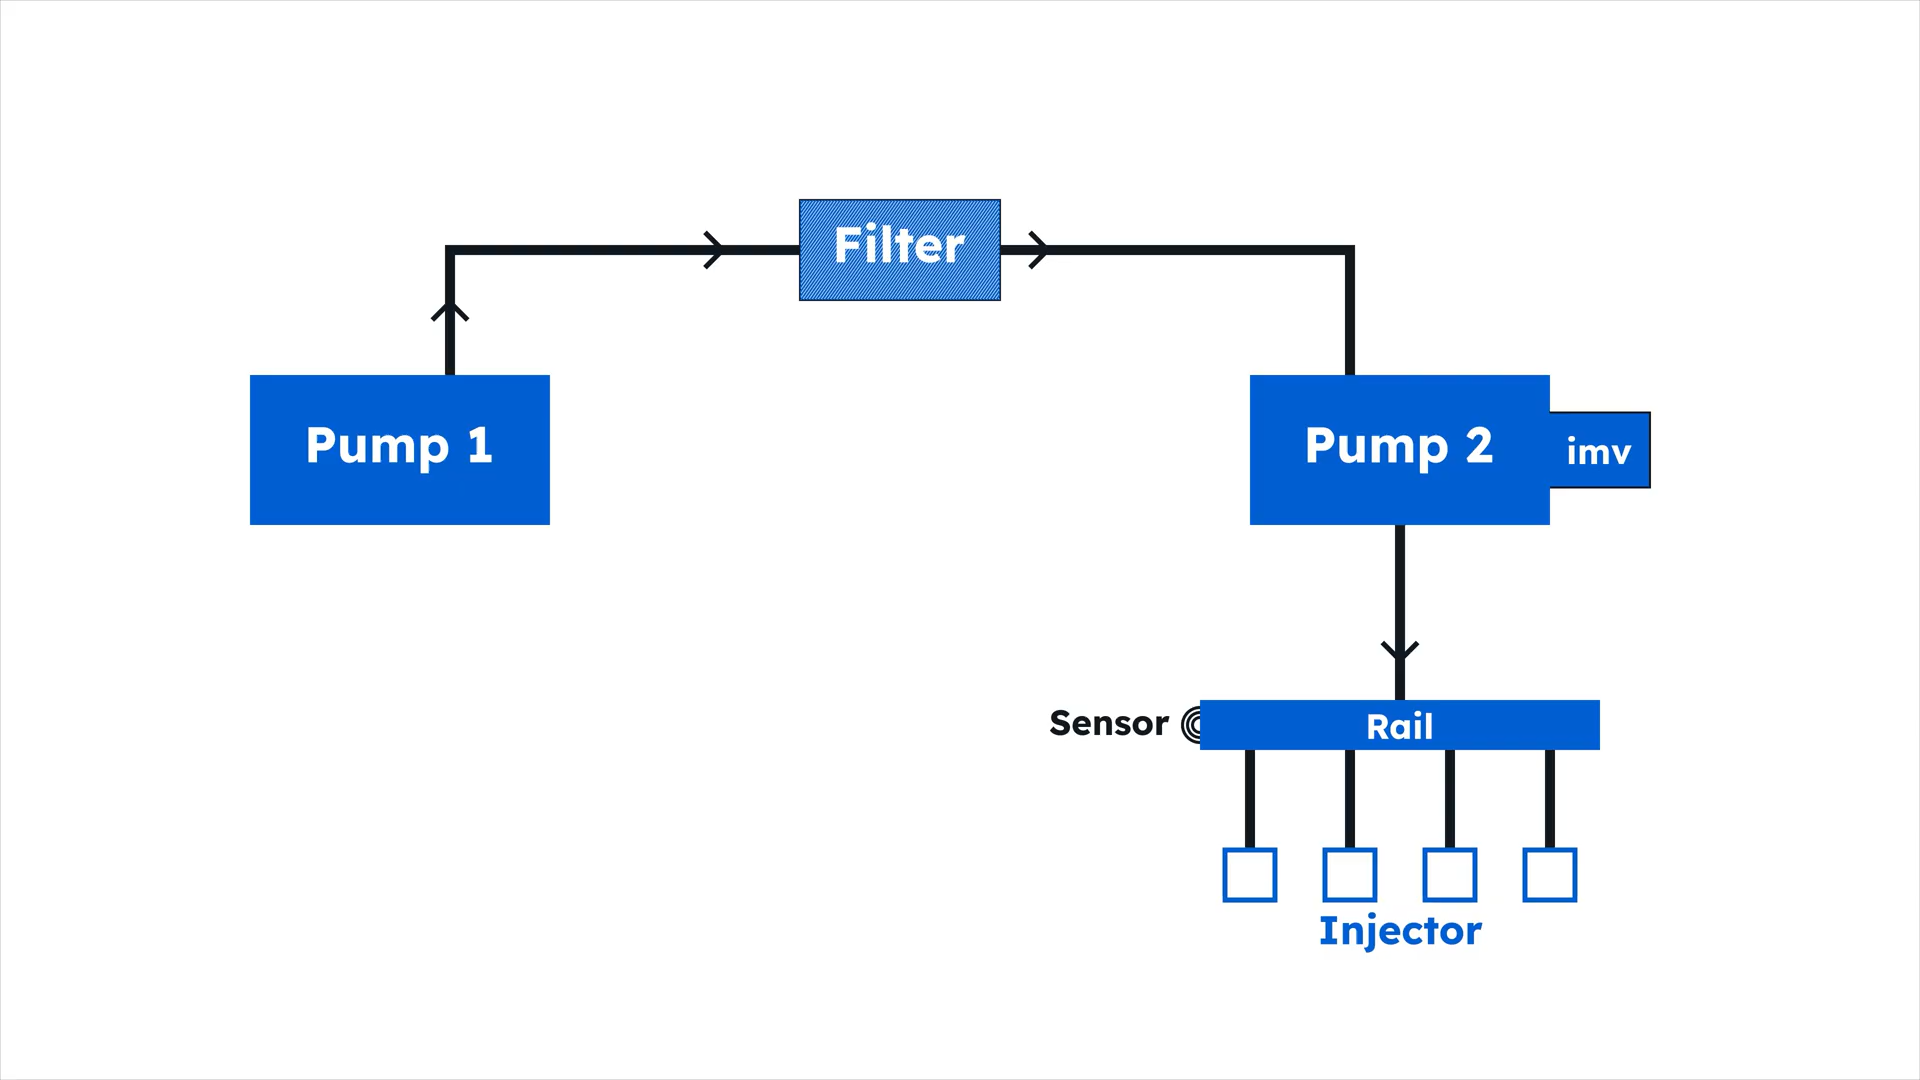 Filter
Pump 1
Pump 2
imv
Sensor
Rail
Injector